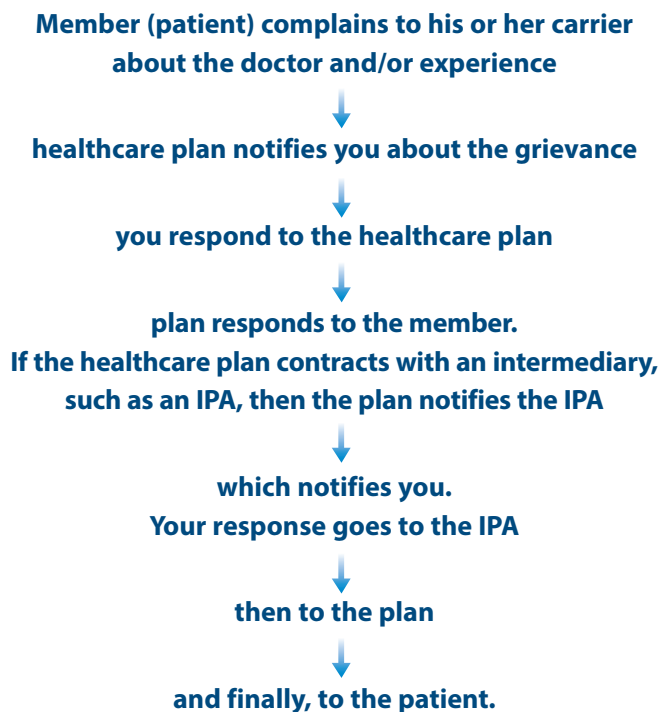 Member (patient) complains to his or her carrier
about the doctor and/or experience
healthcare plan notifies you about the grievance
you respond to the healthcare plan
plan responds to the member.
If the healthcare plan contracts with an intermediary,
such as an IPA, then the plan notifies the IPA
which notifies you.
Your response goes to the IPA
then to the plan
and finally, to the patient.